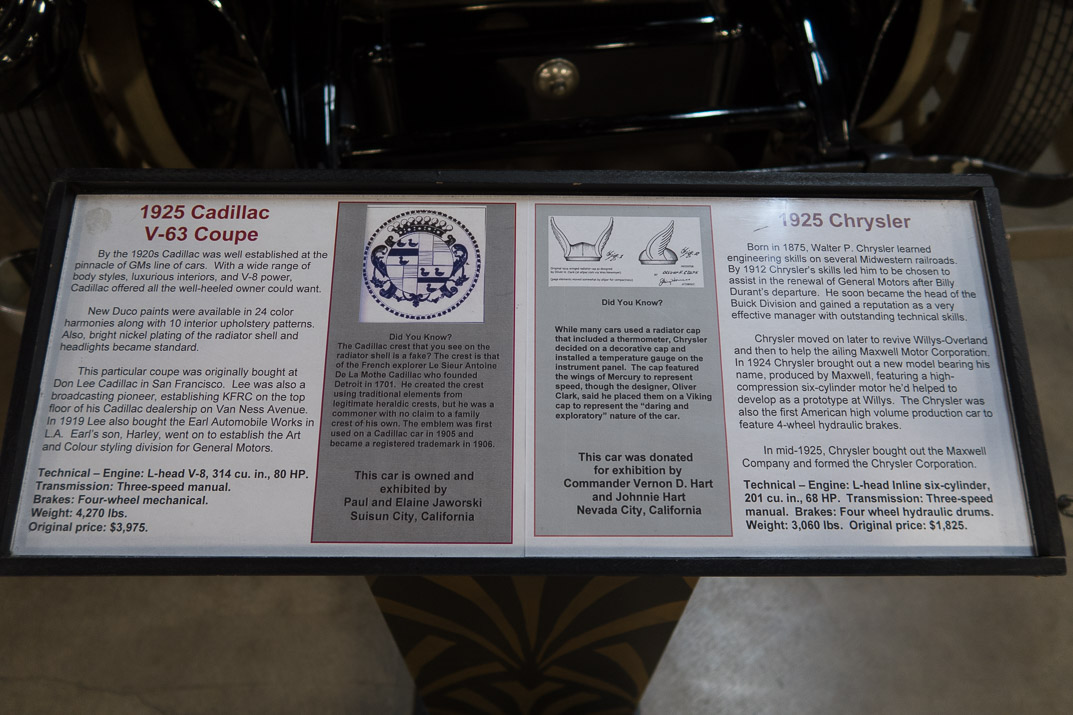 1925 Cadillac
V-63 Coupe
By the 1920s Cadillac was well established at the
pinnacle of GMs line of cars. With a wide range of
body styles, luxurious interiors, and V-8 power,
Cadillac offered all the well-heeled owner could want.
New Duco paints were available in 24 color
harmonies along with 10 interior upholstery patterns.
Also, bright nickel plating of the radiator shell and
headlights became standard.
This particular coupe was originally bought at
Don Lee Cadillac in San Francisco. Lee was also a
broadcasting pioneer, establishing KFRC on the top
floor of his Cadillac dealership on Van Ness Avenue.
In 1919 Lee also bought the Earl Automobile Works in
L.A. Earl's son, Harley, went on to establish the Art
and Colour styling division for General Motors.
Technical – Engine: L-head V-8, 314 cu. in., 80 HP.
Transmission: Three-speed manual.
Brakes: Four-wheel mechanical.
Weight: 4,270 lbs.
Original price: $3,975.
Did You Know?
The Cadillac crest that you see on the
radiator shell is a fake? The crest is that
of the French explorer Le Sieur Antoine
De La Mothe Cadillac who founded
Detroit in 1701. He created the crest
using traditional elements from
legitimate heraldic crests, but he was a
commoner with no claim to a family
crest of his own. The emblem was first
used on a Cadillac car in 1905 and
became a registered trademark in 1906.
This car is owned and
exhibited by
Paul and Elaine Jaworski
Suisun City, California
Fig. 1
Did You Know?
While many cars used a radiator cap
that included a thermometer, Chrysler
decided on a decorative cap and
installed a temperature gauge on the
instrument panel. The cap featured
the wings of Mercury to represent
speed, though the designer, Oliver
Clark, said he placed them on a Viking
cap to represent the "daring and
exploratory" nature of the car.
This car was donated
for exhibition by
Commander Vernon D. Hart
and Johnnie Hart
Nevada City, California
1925 Chrysler
Born in 1875, Walter P. Chrysler learned
engineering skills on several Midwestern railroads.
By 1912 Chrysler's skills led him to be chosen to
assist in the renewal of General Motors after Billy
Durant's departure. He soon became the head of the
Buick Division and gained a reputation as a very
effective manager with outstanding technical skills.
Chrysler moved on later to revive Willys-Overland
and then to help the ailing Maxwell Motor Corporation.
In 1924 Chrysler brought out a new model bearing his
name, produced by Maxwell, featuring a high-
compression six-cylinder motor he'd helped to
develop as a prototype at Willys. The Chrysler was
also the first American high volume production car to
feature 4-wheel hydraulic brakes.
In mid-1925, Chrysler bought out the Maxwell
Company and formed the Chrysler Corporation.
Technical – Engine: L-head Inline six-cylinder,
201 cu. in., 68 HP. Transmission: Three-speed
manual. Brakes: Four wheel hydraulic drums.
Weight: 3,060 lbs. Original price: $1,825.